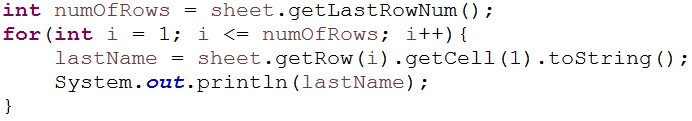 int numOfRows = sheet.getLastRowNum();
for(int i = 1; i <= numOfRows; i++){
    lastName = sheet.getRow(i).getCell(1).toString();
    System.out.println(lastName);
}